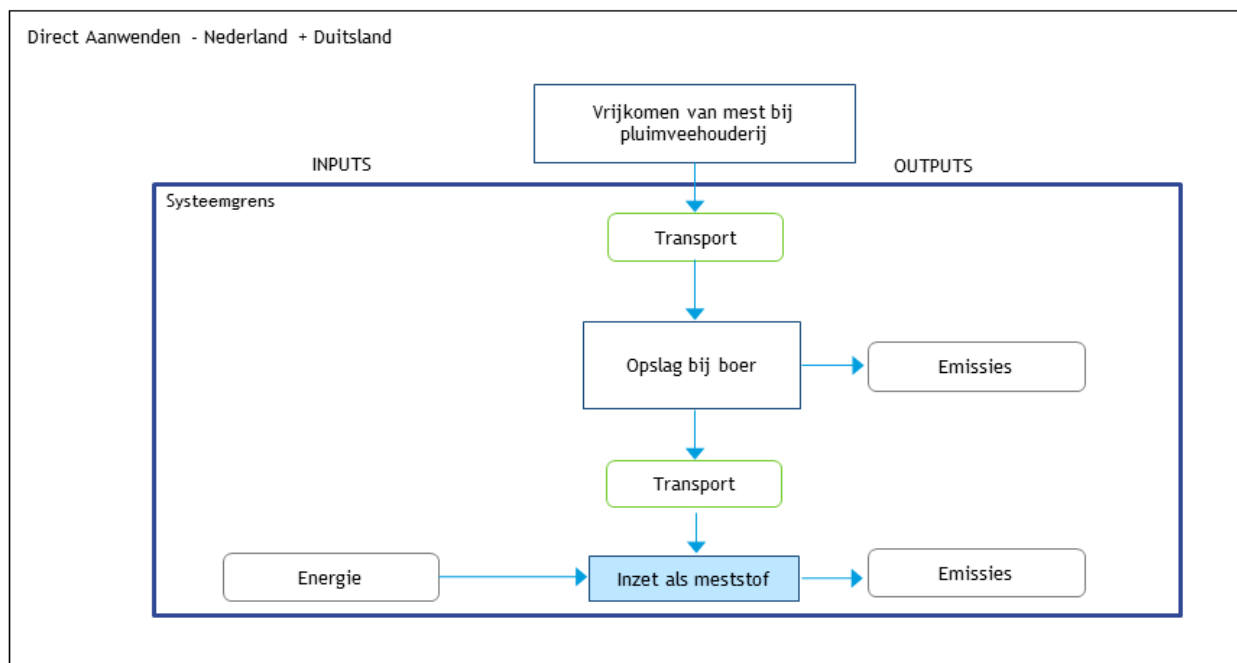 Direct Aanwenden - Nederland + Duitsland
Vrijkomen van mest bij
pluimveehouderij
INPUTS
OUTPUTS
Systeemgrens
Transport
Opslag bij boer
Emissies
Transport
Energie
Inzet als meststof
Emissies